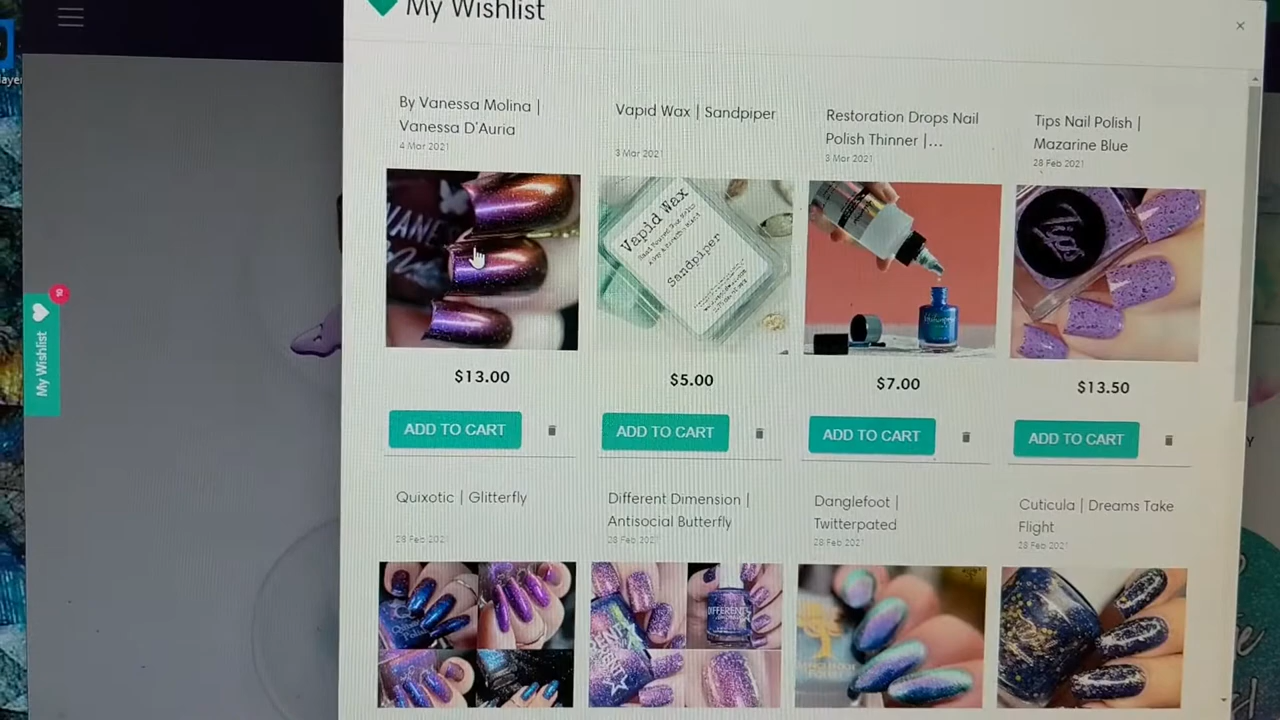 My Wishlist
×
By Vanessa Molina |
Vanessa D'Auria
4 Mar 2021
Vapid Wax | Sandpiper
3 Mar 2021
Restoration Drops Nail
Polish Thinner |...
3 Mar 2021
Tips Nail Polish |
Mazarine Blue
28 Feb 2021
Vapid Wax
Sandpiper
Tips
$13.00
$5.00
$7.00
$13.50
ADD TO CART
ADD TO CART
ADD TO CART
ADD TO CART
My Wishlist
10
Quixotic | Glitterfly
28 Feb 2021
Different Dimension |
Antisocial Butterfly
28 Feb 2021
Danglefoot |
Twitterpated
28 Feb 2021
Cuticula | Dreams Take
Flight
28 Feb 2021
DIFFERENT